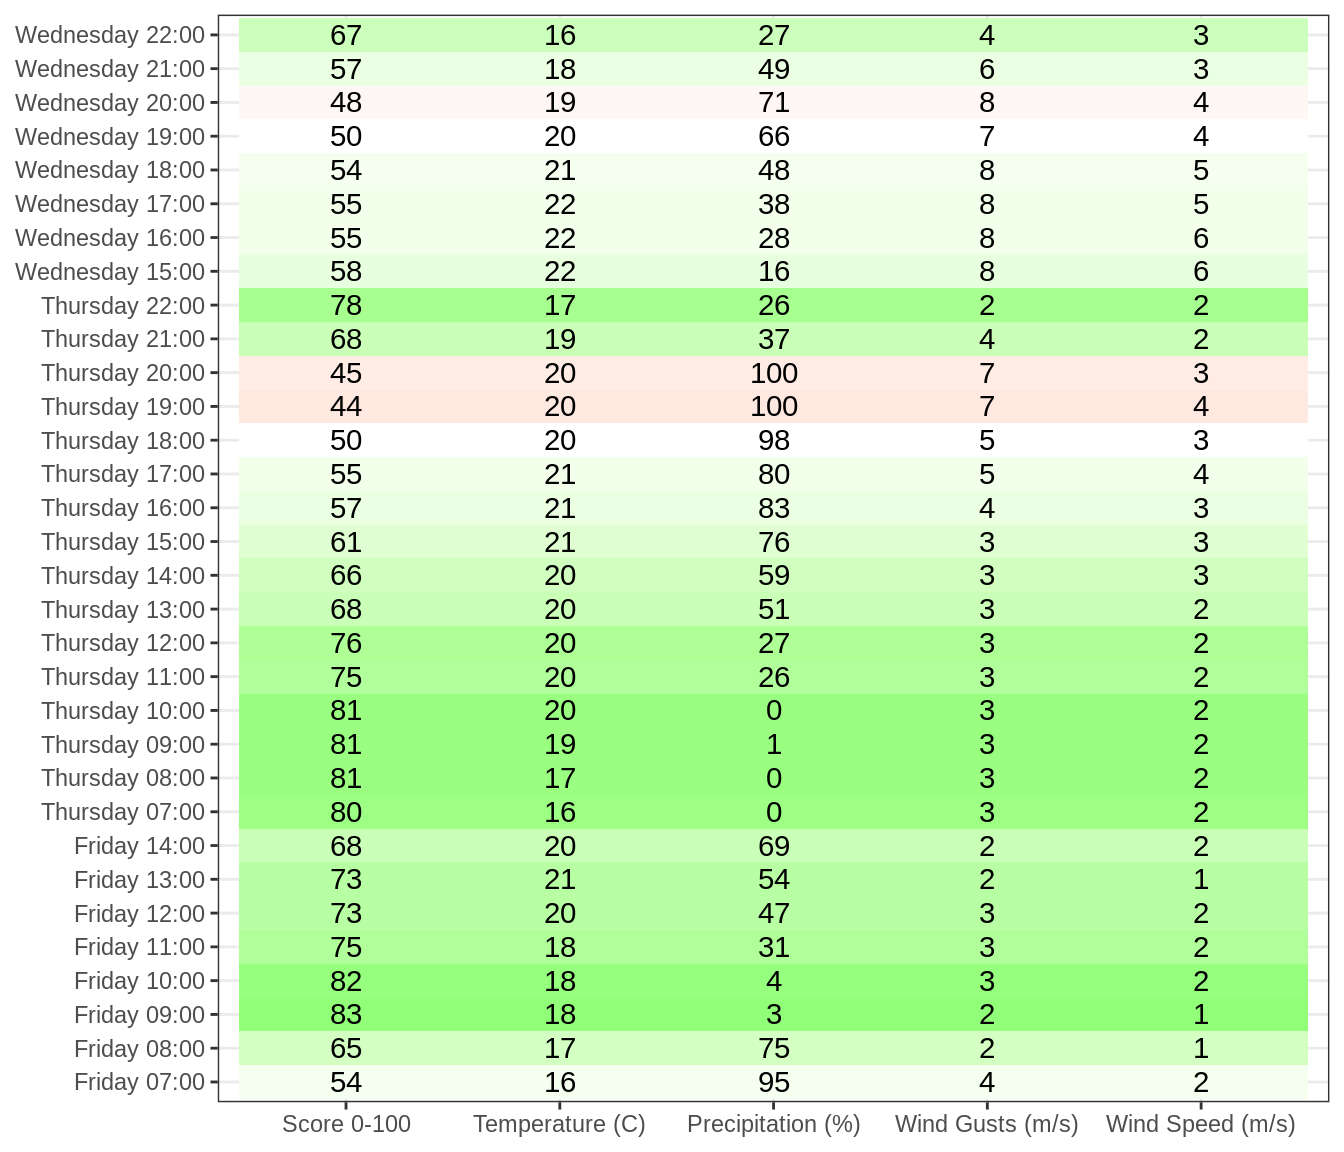 Wednesday 22:00 67 16 27 4 3
Wednesday 21:00 57 18 49 6 3
Wednesday 20:00 48 19 71 8 4
Wednesday 19:00 50 20 66 7 4
Wednesday 18:00 54 21 48 8 5
Wednesday 17:00 55 22 38 8 5
Wednesday 16:00 55 22 28 8 6
Wednesday 15:00 58 22 16 8 6
Thursday 22:00 78 17 26 2 2
Thursday 21:00 68 19 37 4 2
Thursday 20:00 45 20 100 7 3
Thursday 19:00 44 20 100 7 4
Thursday 18:00 50 20 98 5 3
Thursday 17:00 55 21 80 5 4
Thursday 16:00 57 21 83 4 3
Thursday 15:00 61 21 76 3 3
Thursday 14:00 66 20 59 3 3
Thursday 13:00 68 20 51 3 2
Thursday 12:00 76 20 27 3 2
Thursday 11:00 75 20 26 3 2
Thursday 10:00 81 20 0 3 2
Thursday 09:00 81 19 1 3 2
Thursday 08:00 81 17 0 3 2
Thursday 07:00 80 16 0 3 2
Friday 14:00 68 20 69 2 2
Friday 13:00 73 21 54 2 1
Friday 12:00 73 20 47 3 2
Friday 11:00 75 18 31 3 2
Friday 10:00 82 18 4 3 2
Friday 09:00 83 18 3 2 1
Friday 08:00 65 17 75 2 1
Friday 07:00 54 16 95 4 2
Score 0-100 Temperature (C) Precipitation (%) Wind Gusts (m/s) Wind Speed (m/s)